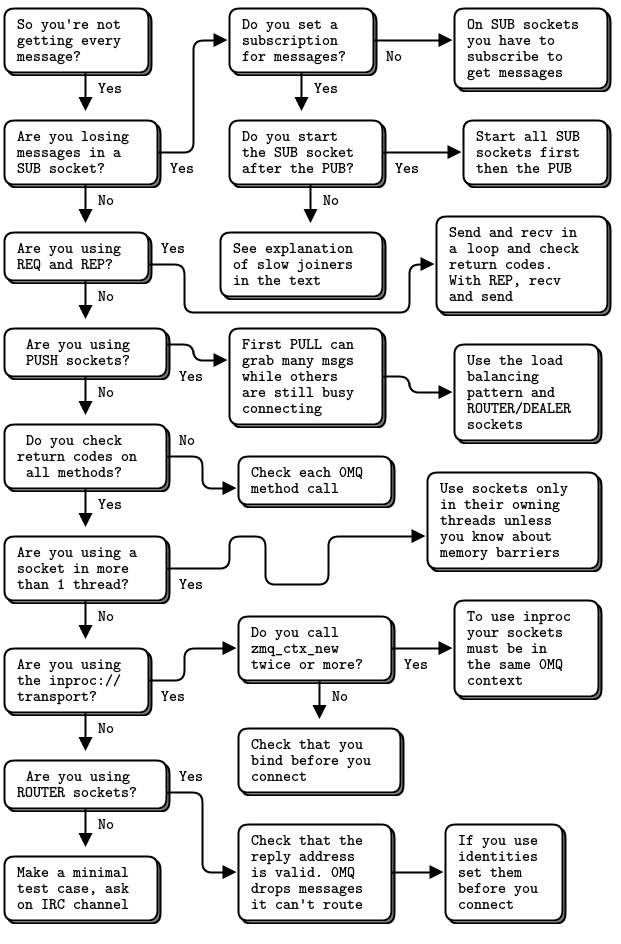 So you're not
getting every
message?
Yes
Do you set a
subscription
for messages?
No
Yes
On SUB sockets
you have to
subscribe to
get messages
Are you losing
messages in a
SUB socket?
Yes
No
Do you start
the SUB socket
after the PUB?
Yes
No
Start all SUB
sockets first
then the PUB
Are you using
REQ and REP?
Yes
No
See explanation
of slow joiners
in the text
Send and recv in
a loop and check
return codes.
With REP, recv
and send
Are you using
PUSH sockets?
Yes
No
First PULL can
grab many msgs
while others
are still busy
connecting
Use the load
balancing
pattern and
ROUTER/DEALER
sockets
Do you check
return codes on
all methods?
No
Yes
Check each OMQ
method call
Use sockets only
in their owning
threads unless
you know about
memory barriers
Are you using a
socket in more
than 1 thread?
Yes
No
Are you using
the inproc://
transport?
Yes
No
Do you call
zmq_ctx_new
twice or more?
Yes
No
To use inproc
your sockets
must be in
the same OMQ
context
Check that you
bind before you
connect
Are you using
ROUTER sockets?
Yes
No
Check that the
reply address
is valid. OMQ
drops messages
it can't route
If you use
identities
set them
before you
connect
Make a minimal
test case, ask
on IRC channel